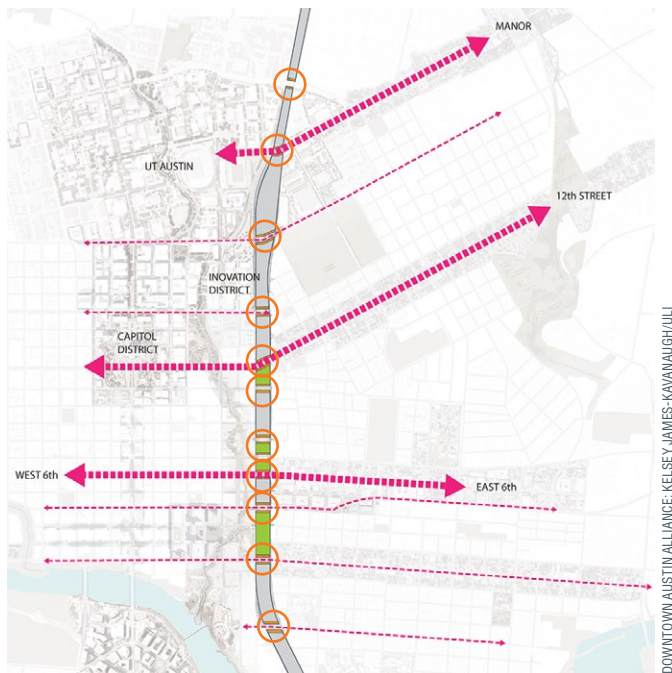 MANOR
UT AUSTIN
12th STREET
INOVATION
DISTRICT
CAPITOL
DISTRICT
WEST 6th
EAST 6th
DOWNTOWN AUSTIN ALLIANCE; KELSEY JAMES-KAVANAUGH/ULI